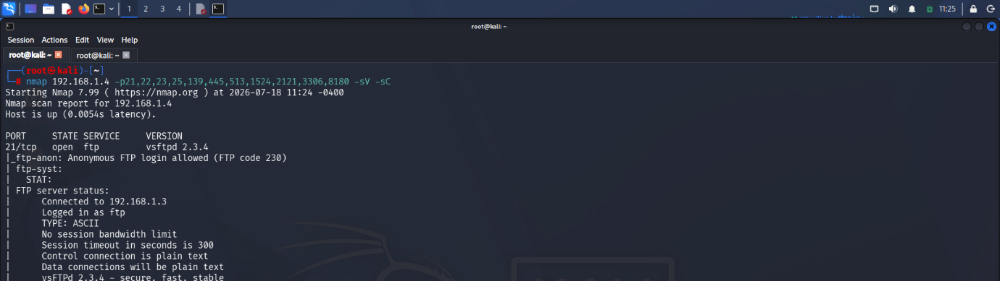 1 2 3 4 11:25
root@kali: ~
Session Actions Edit View Help
root@kali: ~ root@kali: ~
(root㉿kali)-[~]
# nmap 192.168.1.4 -p21,22,23,25,139,445,513,1524,2121,3306,8180 -sV -sC
Starting Nmap 7.99 ( https://nmap.org ) at 2026-07-18 11:24 -0400
Nmap scan report for 192.168.1.4
Host is up (0.0054s latency).
PORT STATE SERVICE VERSION
21/tcp open ftp vsftpd 2.3.4
|_ftp-anon: Anonymous FTP login allowed (FTP code 230)
| ftp-syst:
| STAT:
| FTP server status:
| Connected to 192.168.1.3
| Logged in as ftp
| TYPE: ASCII
| No session bandwidth limit
| Session timeout in seconds is 300
| Control connection is plain text
| Data connections will be plain text
| vsFTPd 2.3.4 - secure, fast, stable